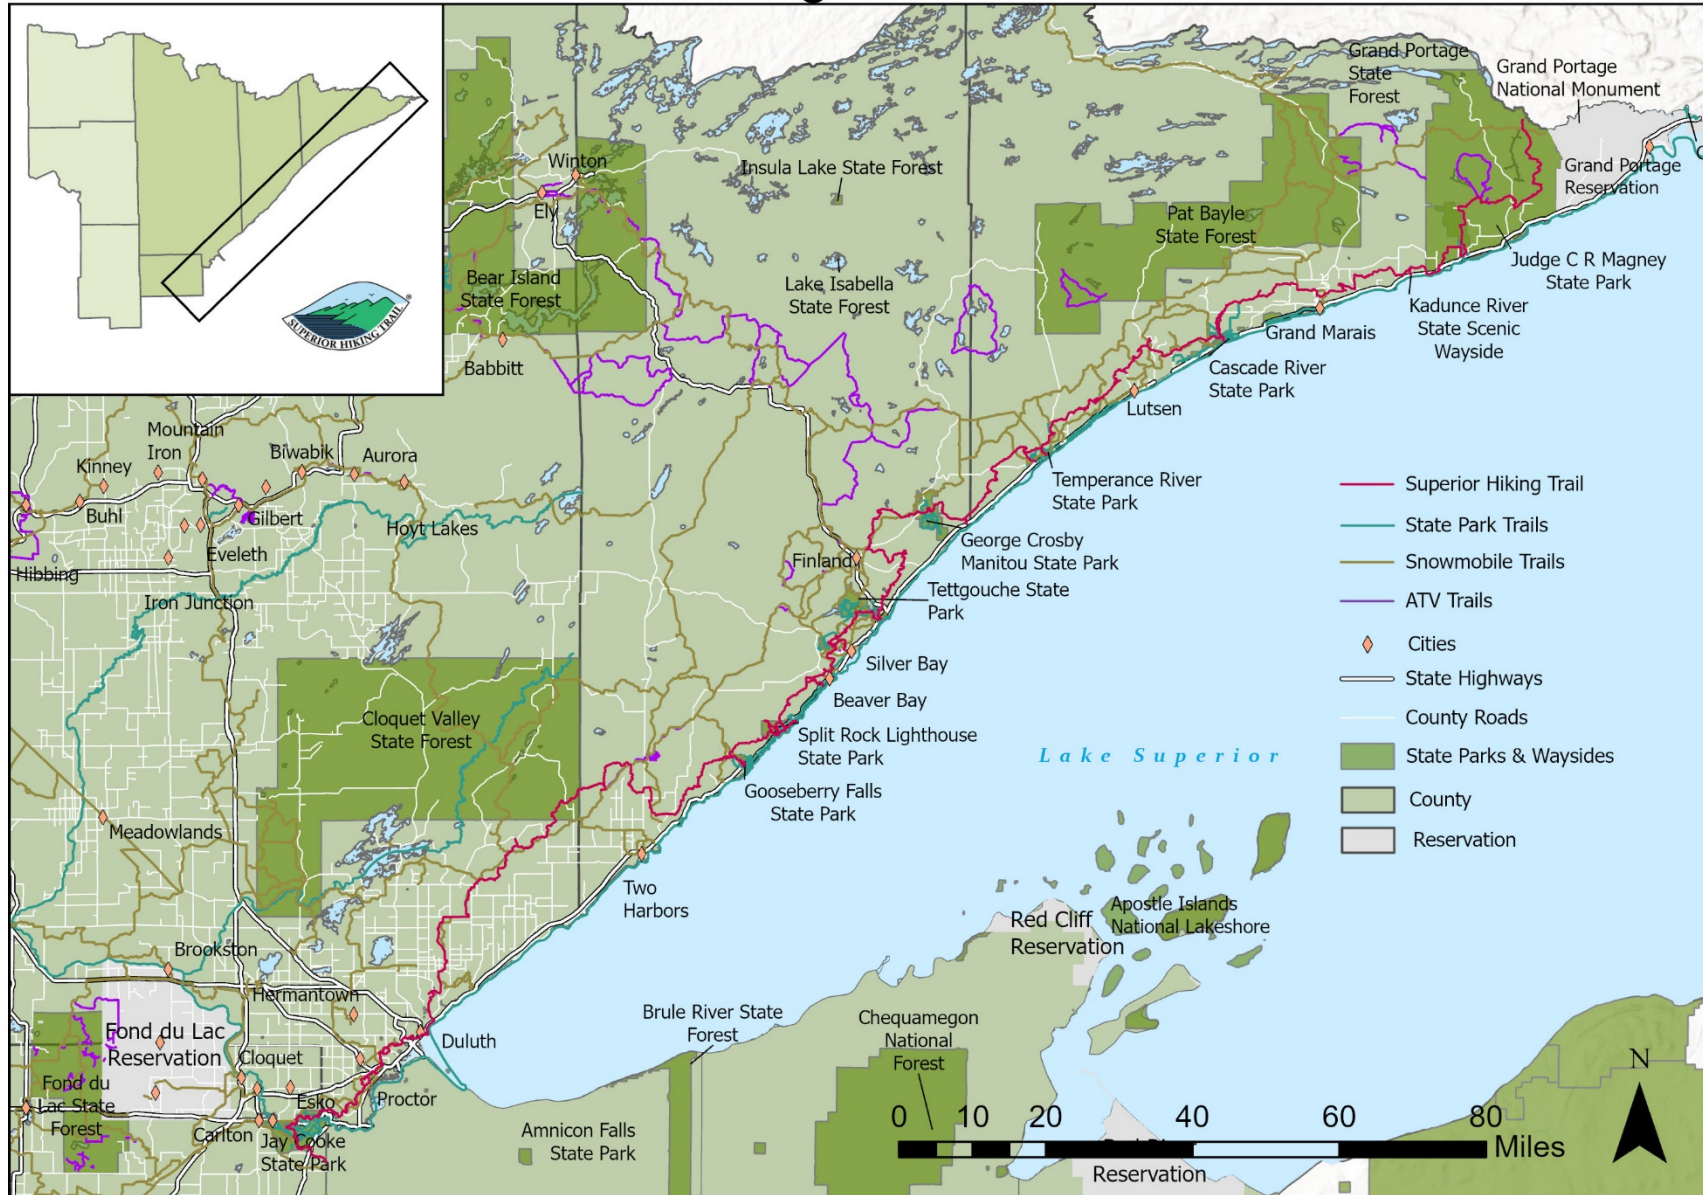 SUPERIOR HIKING TRAIL
®
Grand Portage
State
Forest
Grand Portage
National Monument
Grand Portage
Reservation
Winton
Ely
Insula Lake State Forest
Pat Bayle
State Forest
Bear Island
State Forest
Lake Isabella
State Forest
Judge C R Magney
State Park
Kadunce River
State Scenic
Wayside
Grand Marais
Cascade River
State Park
Babbitt
Lutsen
Mountain
Iron
Biwabik
Aurora
Kinney
Buhl
Gilbert
Hoyt Lakes
Eveleth
Hibbing
Iron Junction
Temperance River
State Park
George Crosby
Manitou State Park
Finland
Tettgouche State
Park
Silver Bay
Beaver Bay
Split Rock Lighthouse
State Park
Gooseberry Falls
State Park
Cloquet Valley
State Forest
Meadowlands
Two
Harbors
Lake Superior
Superior Hiking Trail
State Park Trails
Snowmobile Trails
ATV Trails
Cities
State Highways
County Roads
State Parks & Waysides
County
Reservation
Red Cliff
Reservation
Apostle Islands
National Lakeshore
Brookston
Hermantown
Fond du Lac
Reservation
Cloquet
Duluth
Brule River State
Forest
Chequamegon
National
Forest
Fond du
Lac State
Forest
Esko
Proctor
Carlton
Jay Cooke
State Park
Amnicon Falls
State Park
Reservation
N
0 10 20 40 60 80
Miles